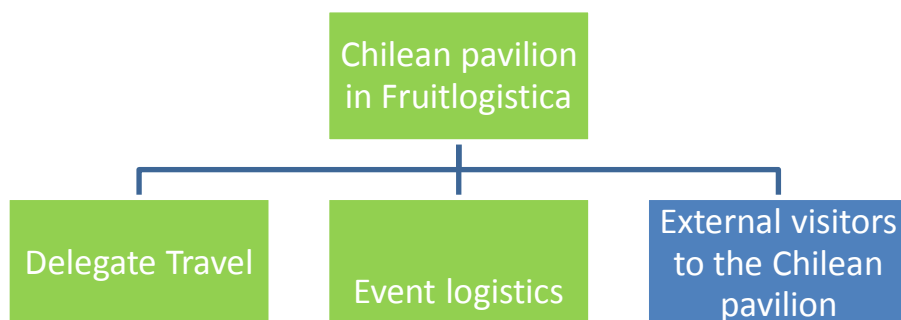 Chilean pavilion
in Fruitlogistica
Delegate Travel
Event logistics
External visitors
to the Chilean
pavilion